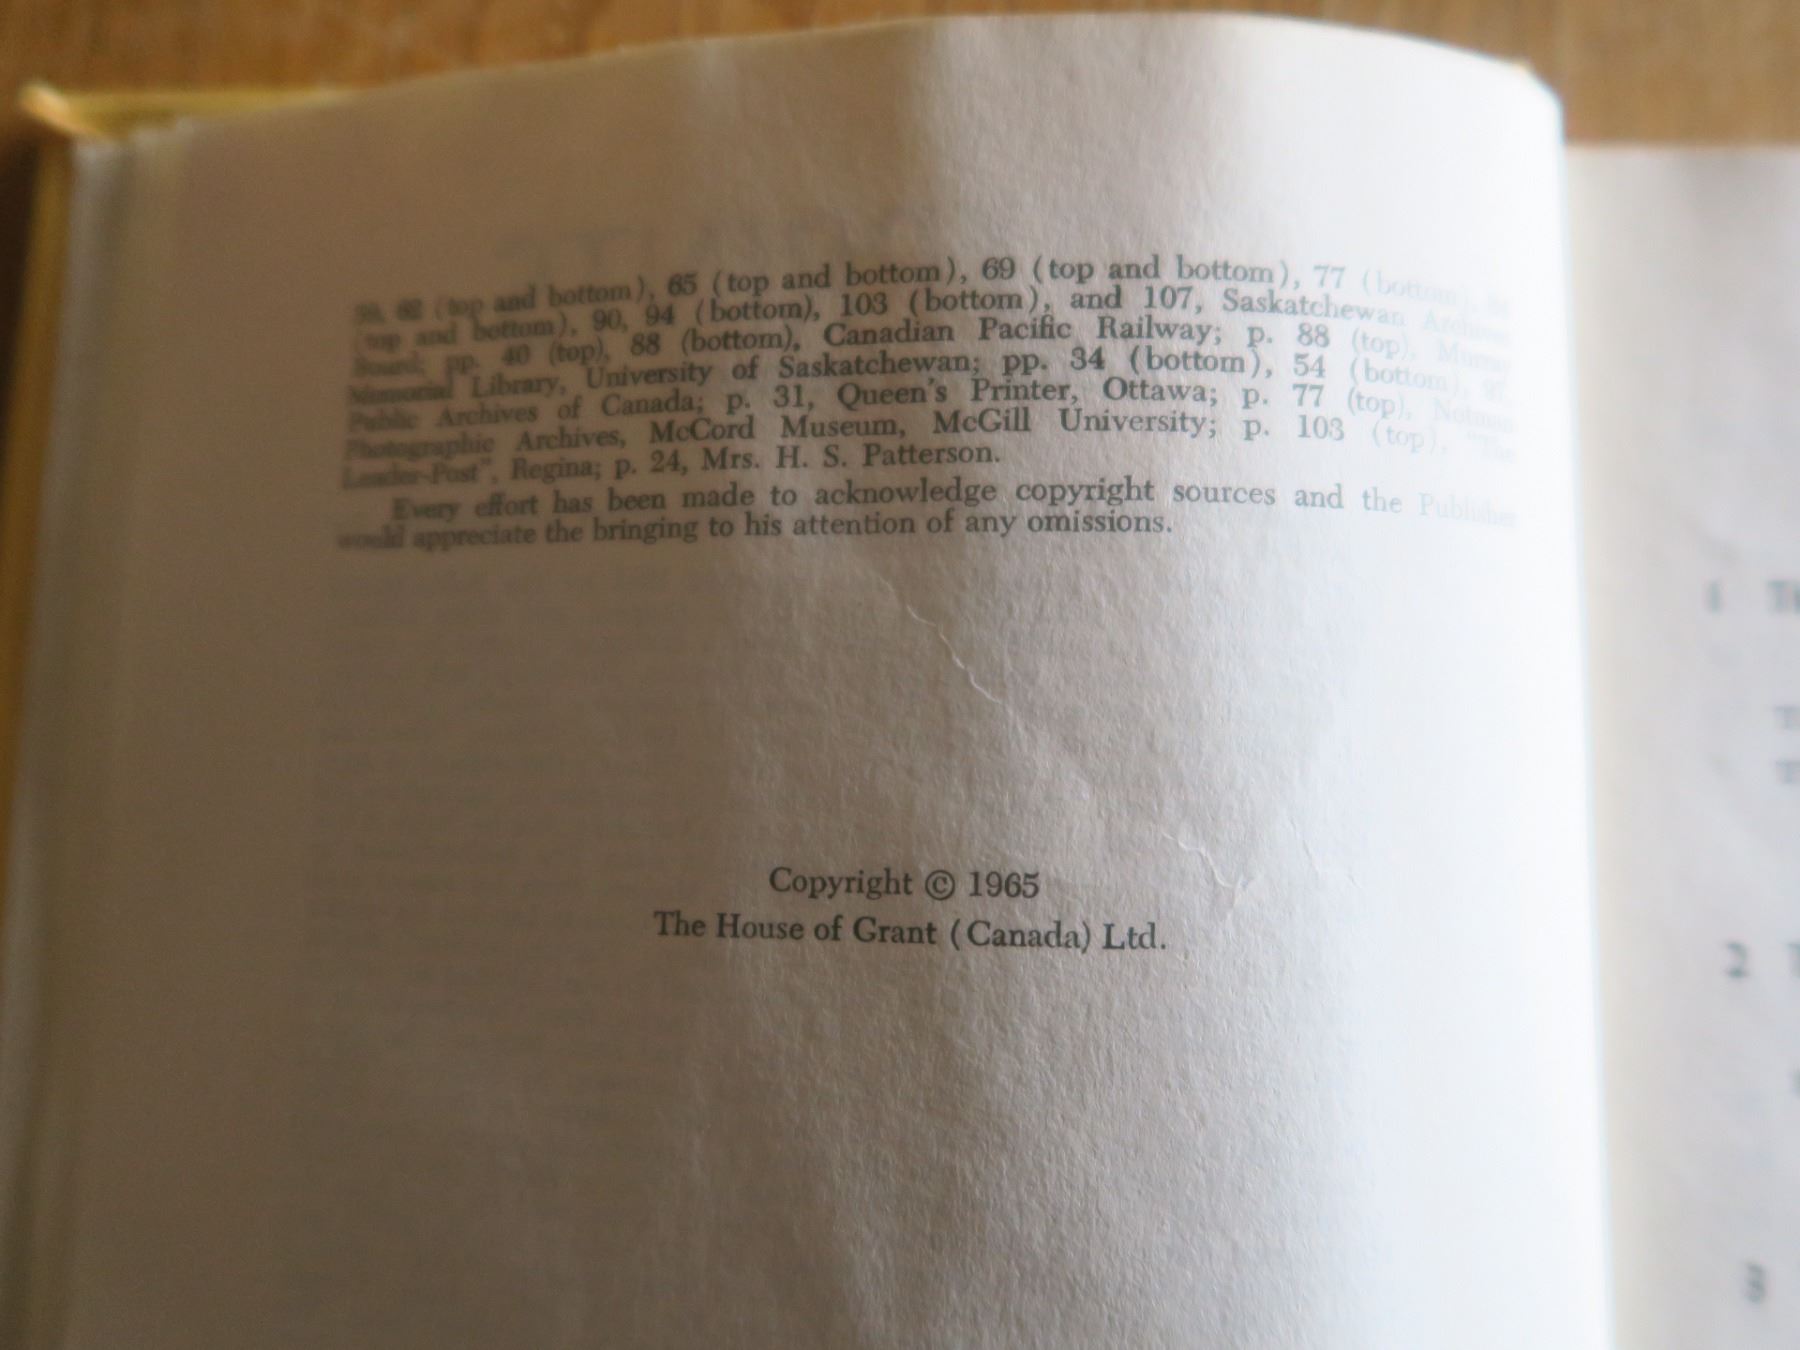 (top and bottom), 65 (top and bottom), 69 (top and bottom), 77 (bottom),
(top and bottom), 90, 94 (bottom), 103 (bottom), and 107, Saskatchewan Archives
Board; pp. 40 (top), 88 (bottom), Canadian Pacific Railway; p. 88 (top), Murray
Memorial Library, University of Saskatchewan; pp. 34 (bottom), 54 (bottom),
Public Archives of Canada; p. 31, Queen's Printer, Ottawa; p. 77 (top), Notman
Photographic Archives, McCord Museum, McGill University; p. 103 (top), "The
Leader-Post", Regina; p. 24, Mrs. H. S. Patterson.
Every effort has been made to acknowledge copyright sources and the Publisher
would appreciate the bringing to his attention of any omissions.
Copyright © 1965
The House of Grant (Canada) Ltd.
1
2
3